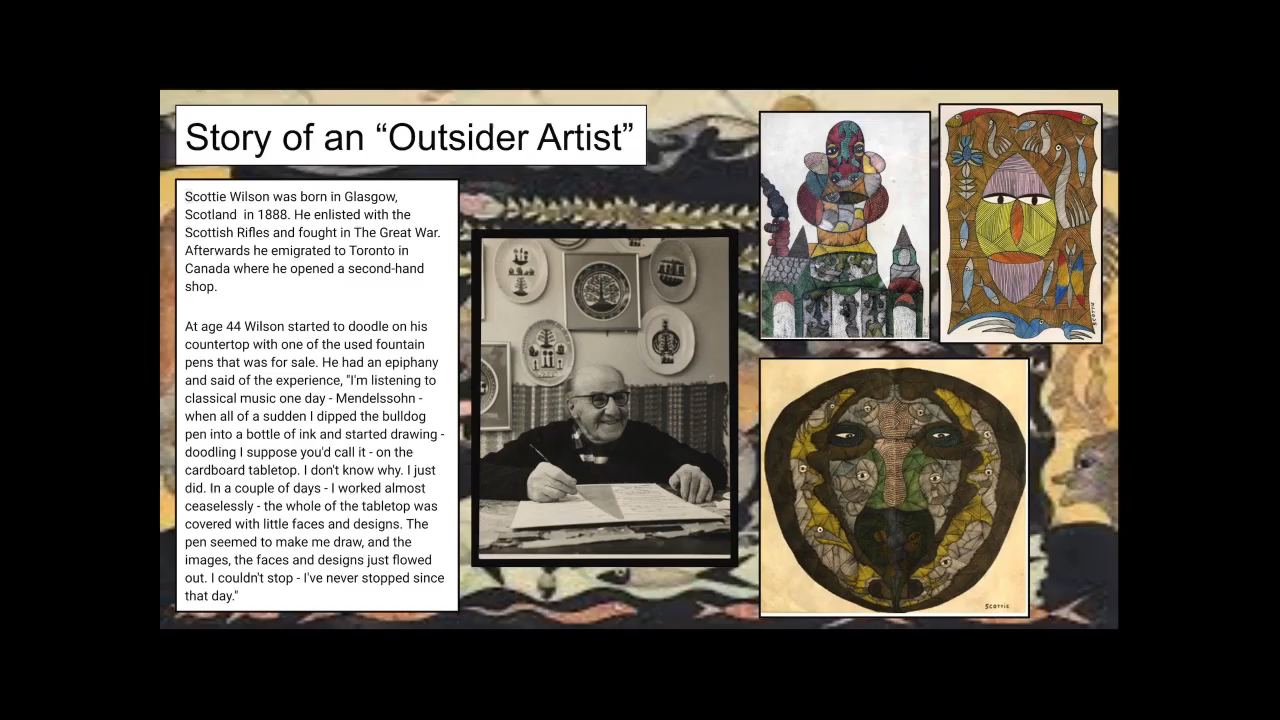 Story of an “Outsider Artist”
Scottie Wilson was born in Glasgow,
Scotland  in 1888. He enlisted with the
Scottish Rifles and fought in The Great War.
Afterwards he emigrated to Toronto in
Canada where he opened a second-hand
shop.
At age 44 Wilson started to doodle on his
countertop with one of the used fountain
pens that was for sale. He had an epiphany
and said of the experience, "I'm listening to
classical music one day - Mendelssohn -
when all of a sudden I dipped the bulldog
pen into a bottle of ink and started drawing -
doodling I suppose you'd call it - on the
cardboard tabletop. I don't know why. I just
did. In a couple of days - I worked almost
ceaselessly - the whole of the tabletop was
covered with little faces and designs. The
pen seemed to make me draw, and the
images, the faces and designs just flowed
out. I couldn't stop - I've never stopped since
that day."
SCOTTIE
SCOTTIE